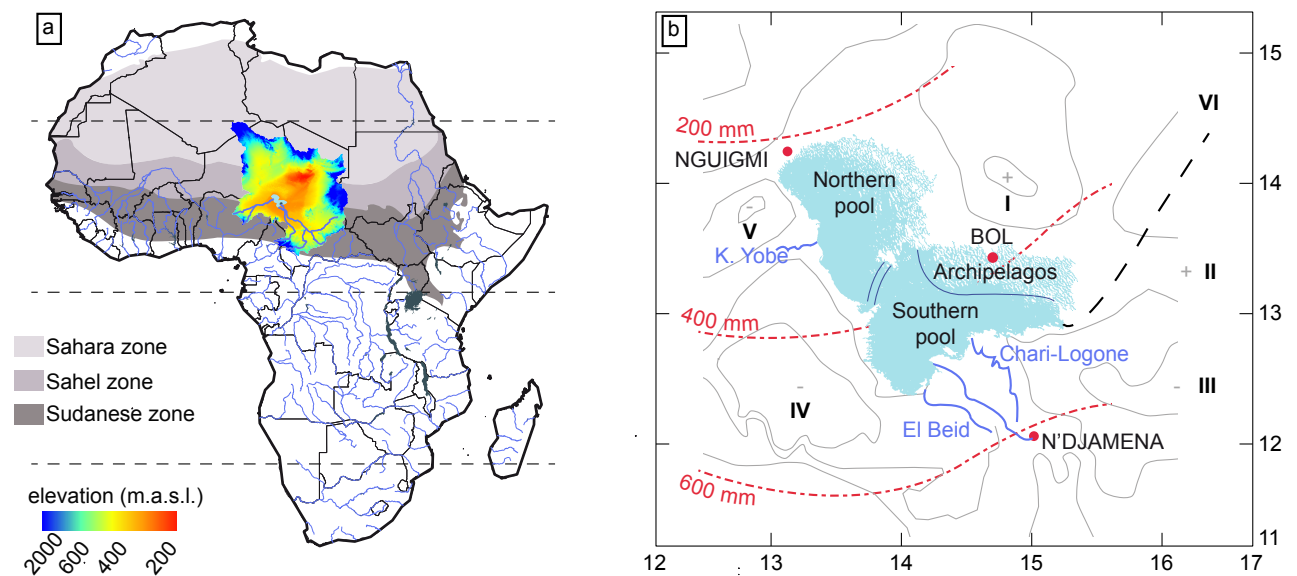 a
Sahara zone
Sahel zone
Sudanese zone
elevation (m.a.s.l.)
2000
600
400
200
b
15
14
13
12
11
12
13
14
15
16
17
VI
200 mm
NGUIGMI
Northern
pool
+
I
-
V
BOL
K. Yobe
Archipelagos
+ II
Southern
pool
400 mm
Chari-Logone
-
IV
- III
El Beid
N'DJAMENA
600 mm